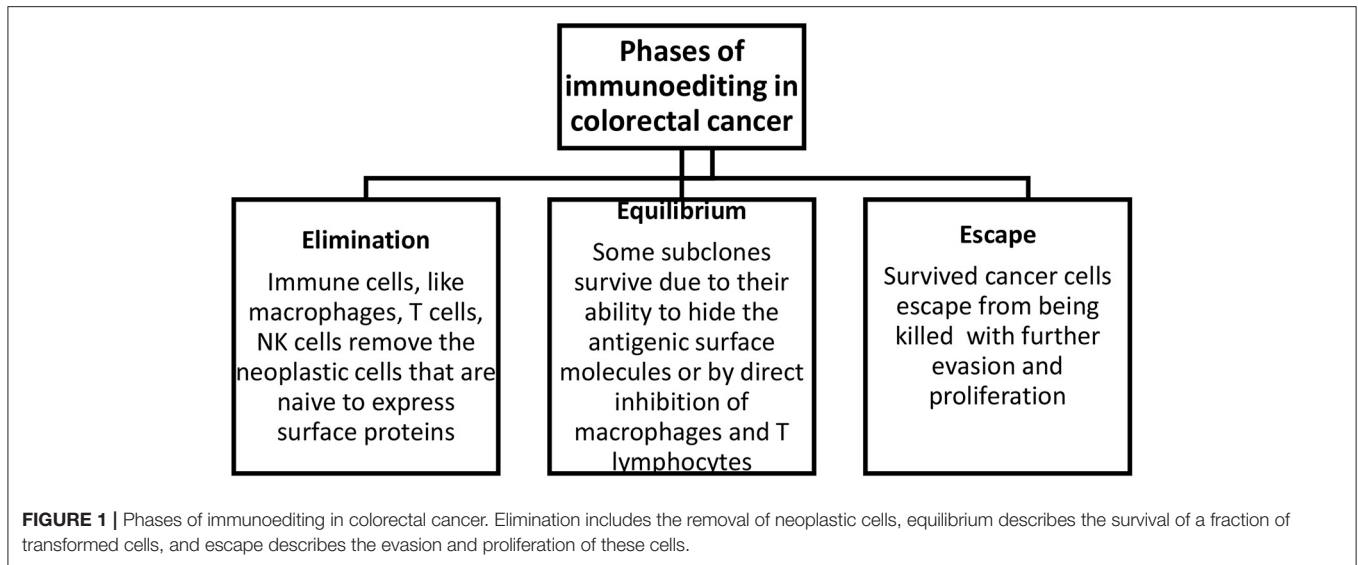 Phases of
immunoediting in
colorectal cancer
Elimination
Immune cells, like
macrophages, T cells,
NK cells remove the
neoplastic cells that are
naive to express
surface proteins
Equilibrium
Some subclones
survive due to their
ability to hide the
antigenic surface
molecules or by direct
inhibition of
macrophages and T
lymphocytes
Escape
Survived cancer cells
escape from being
killed with further
evasion and
proliferation
FIGURE 1 | Phases of immunoediting in colorectal cancer. Elimination includes the removal of neoplastic cells, equilibrium describes the survival of a fraction of
transformed cells, and escape describes the evasion and proliferation of these cells.